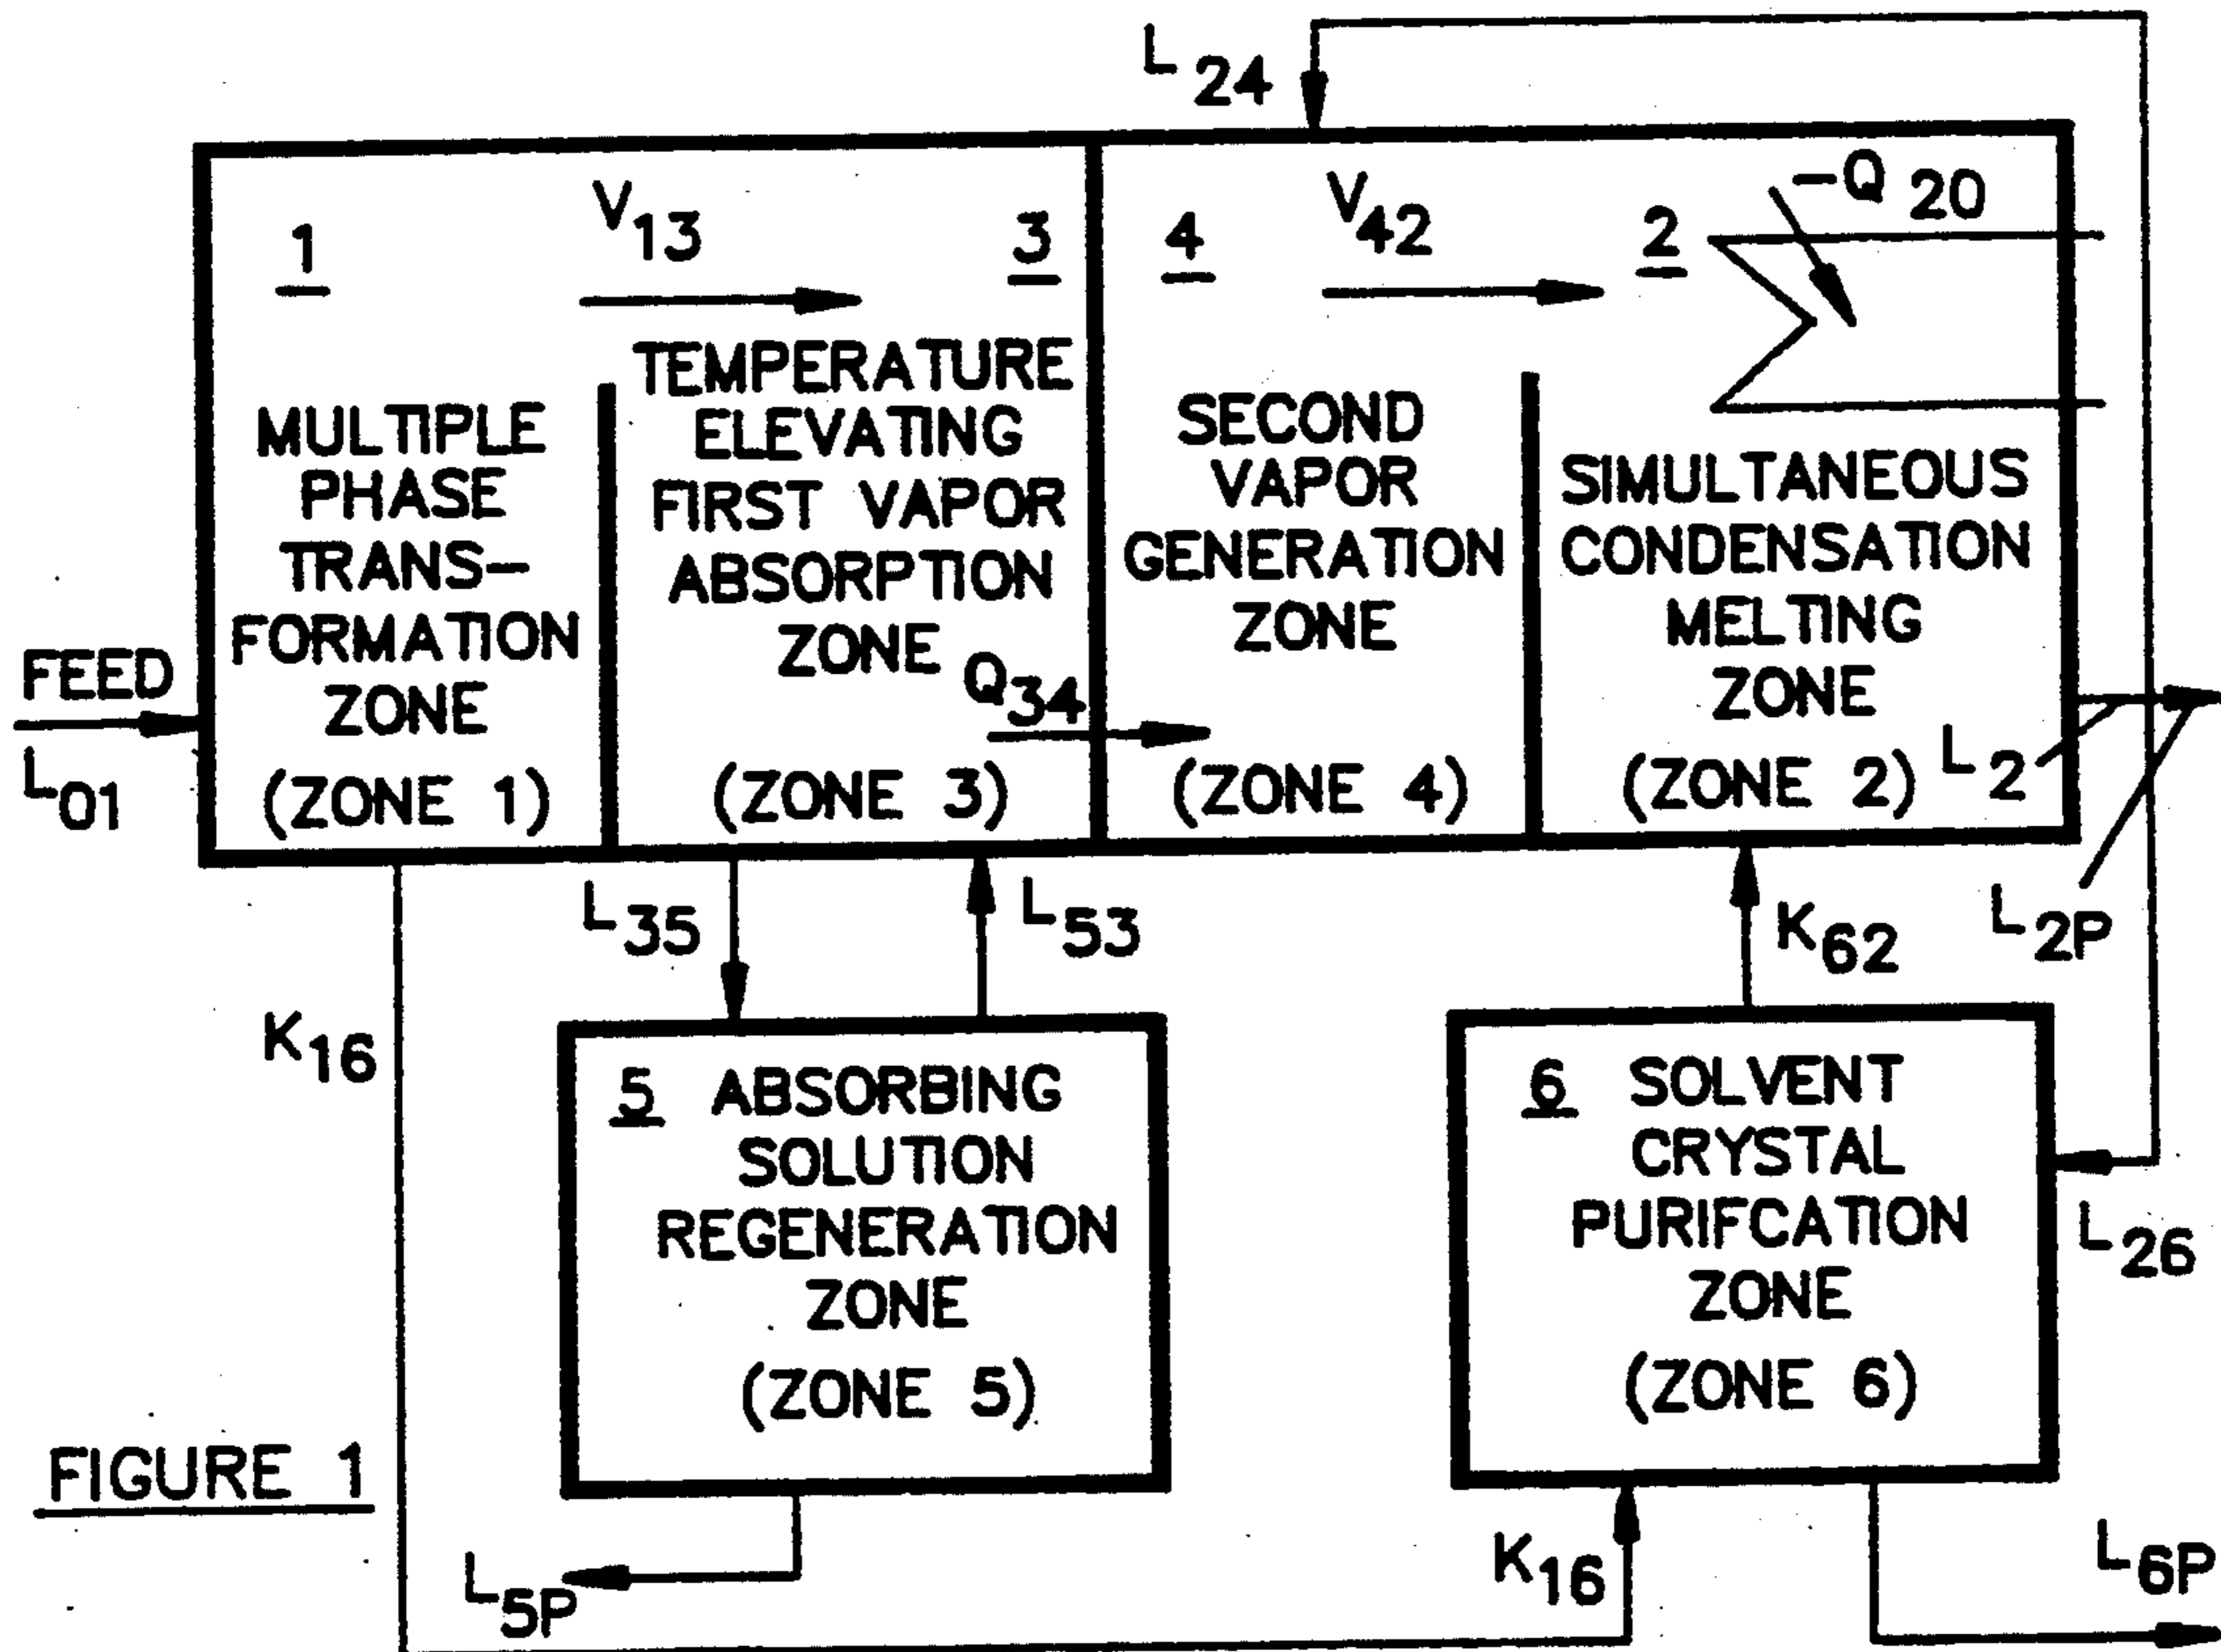 L24
-Q 20
V13
V42
1
3
4
2
MULTIPLE
PHASE
TRANS-
FORMATION
ZONE
(ZONE 1)
TEMPERATURE
ELEVATING
FIRST VAPOR
ABSORPTION
ZONE
(ZONE 3)
Q34
SECOND
VAPOR
GENERATION
ZONE
(ZONE 4)
SIMULTANEOUS
CONDENSATION
MELTING
ZONE
(ZONE 2)
FEED
L01
L2
L2P
L35
L53
K62
K16
5 ABSORBING
SOLUTION
REGENERATION
ZONE
(ZONE 5)
6 SOLVENT
CRYSTAL
PURIFCATION
ZONE
(ZONE 6)
L26
FIGURE 1
L5P
K16
L6P